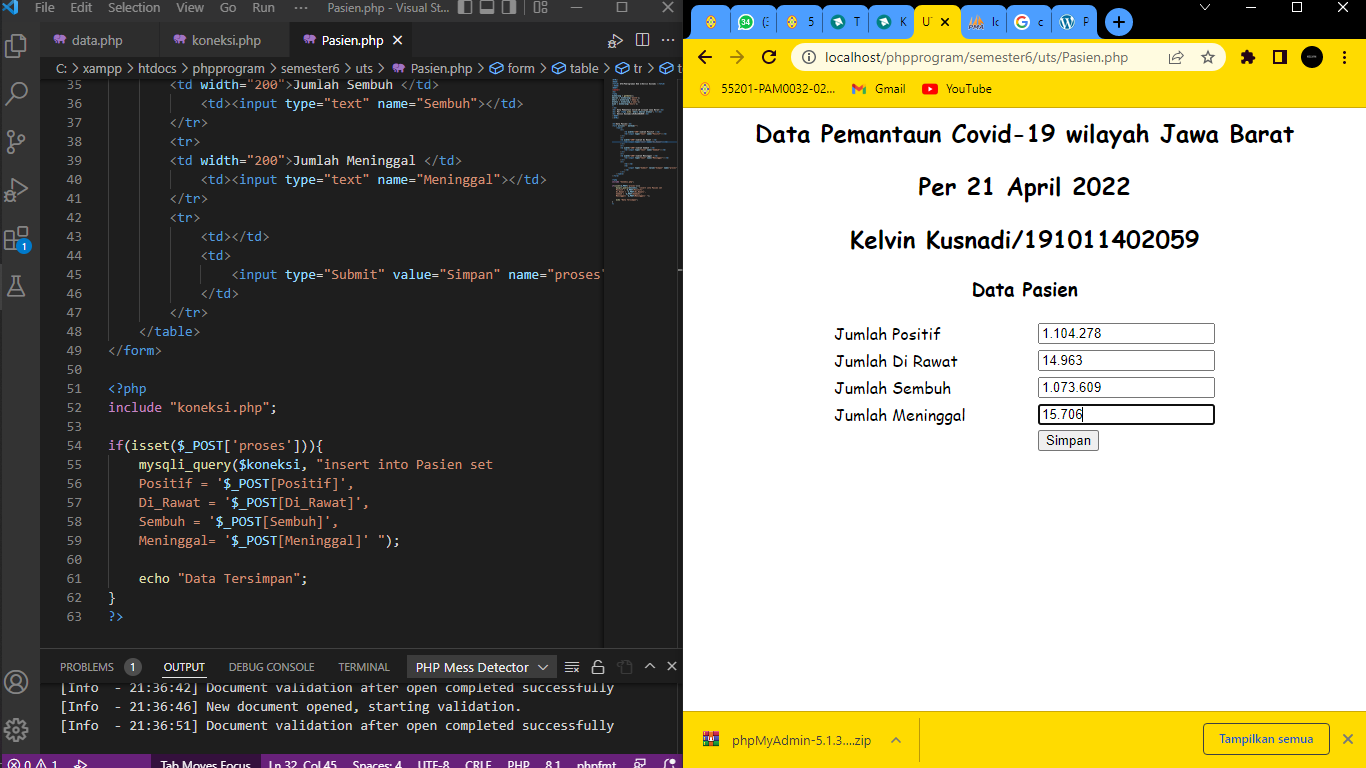 File Edit Selection View Go Run ··· Pasien.php - Visual St...
data.php koneksi.php Pasien.php
C: > xampp > htdocs > phpprogram > semester6 > uts > Pasien.php > form > table > tr > t
35 <td width="200">Jumlah Sembuh </td>
36 <td><input type="text" name="Sembuh"></td>
37 </tr>
38 <tr>
39 <td width="200">Jumlah Meninggal </td>
40 <td><input type="text" name="Meninggal"></td>
41 </tr>
42 <tr>
43 <td></td>
44 <td>
45 <input type="Submit" value="Simpan" name="proses"
46 </td>
47 </tr>
48 </table>
49 </form>
50
51 <?php
52 include "koneksi.php";
53
54 if(isset($_POST['proses'])){
55 mysqli_query($koneksi, "insert into Pasien set
56 Positif = '$_POST[Positif]',
57 Di_Rawat = '$_POST[Di_Rawat]',
58 Sembuh = '$_POST[Sembuh]',
59 Meninggal= '$_POST[Meninggal]' ");
60
61 echo "Data Tersimpan";
62 }
63 ?>
PROBLEMS 1 OUTPUT DEBUG CONSOLE TERMINAL PHP Mess Detector
[Info - 21:36:42] Document validation after open completed successfully
[Info - 21:36:46] New document opened, starting validation.
[Info - 21:36:51] Document validation after open completed successfully
1
0 1 Tab Moves Focus Ln 32, Col 45 Spaces: 4 UTF-8 CRLF PHP 8.1 phpfmt
34 (3 5 T K UT lo c P
localhost/phpprogram/semester6/uts/Pasien.php
55201-PAM0032-02... Gmail YouTube
Data Pemantaun Covid-19 wilayah Jawa Barat
Per 21 April 2022
Kelvin Kusnadi/191011402059
Data Pasien
Jumlah Positif 1.104.278
Jumlah Di Rawat 14.963
Jumlah Sembuh 1.073.609
Jumlah Meninggal 15.706
Simpan
phpMyAdmin-5.1.3....zip Tampilkan semua